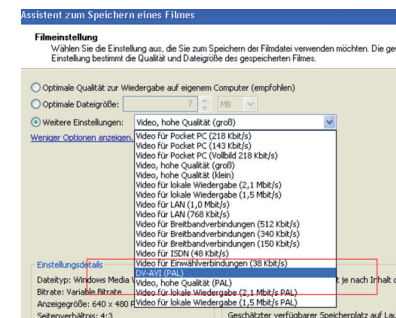 Assistent zum Speichern eines Filmes
Filmeinstellung
Wählen Sie die Einstellung aus, die Sie zum Speichern der Filmdatei verwenden möchten. Die ge
Einstellung bestimmt die Qualität und Dateigröße des gespeicherten Filmes.
Optimale Qualität zur Wiedergabe auf eigenem Computer (empfohlen)
Optimale Dateigröße: 7 MB
Weitere Einstellungen: Video, hohe Qualität (groß)
Weniger Optionen anzeigen..
Video für Pocket PC (218 Kbit/s)
Video für Pocket PC (143 Kbit/s)
Video für Pocket PC (Vollbild 218 Kbit/s)
Video, hohe Qualität (groß)
Video, hohe Qualität (klein)
Video für lokale Wiedergabe (2,1 Mbit/s)
Video für lokale Wiedergabe (1,5 Mbit/s)
Video für LAN (1,0 Mbit/s)
Video für LAN (768 Kbit/s)
Video für Breitbandverbindungen (512 Kbit/s)
Video für Breitbandverbindungen (340 Kbit/s)
Video für Breitbandverbindungen (150 Kbit/s)
Video für ISDN (48 Kbit/s)
Video für Einwählverbindungen (38 Kbit/s)
DV-AVI (PAL)
Video, hohe Qualität (PAL)
Video für lokale Wiedergabe (2,1 Mbit/s PAL)
Video für lokale Wiedergabe (1,5 Mbit/s PAL)
Einstellungsdetails
Dateityp: Windows Media V
t je nach Inhalt d
Bitrate: Variable Bitrate
Anzeigegröße: 640 x 480 P
Seitenverhältnis: 4:3
Geschätzter verfügbarer Speicherplatz auf Lau